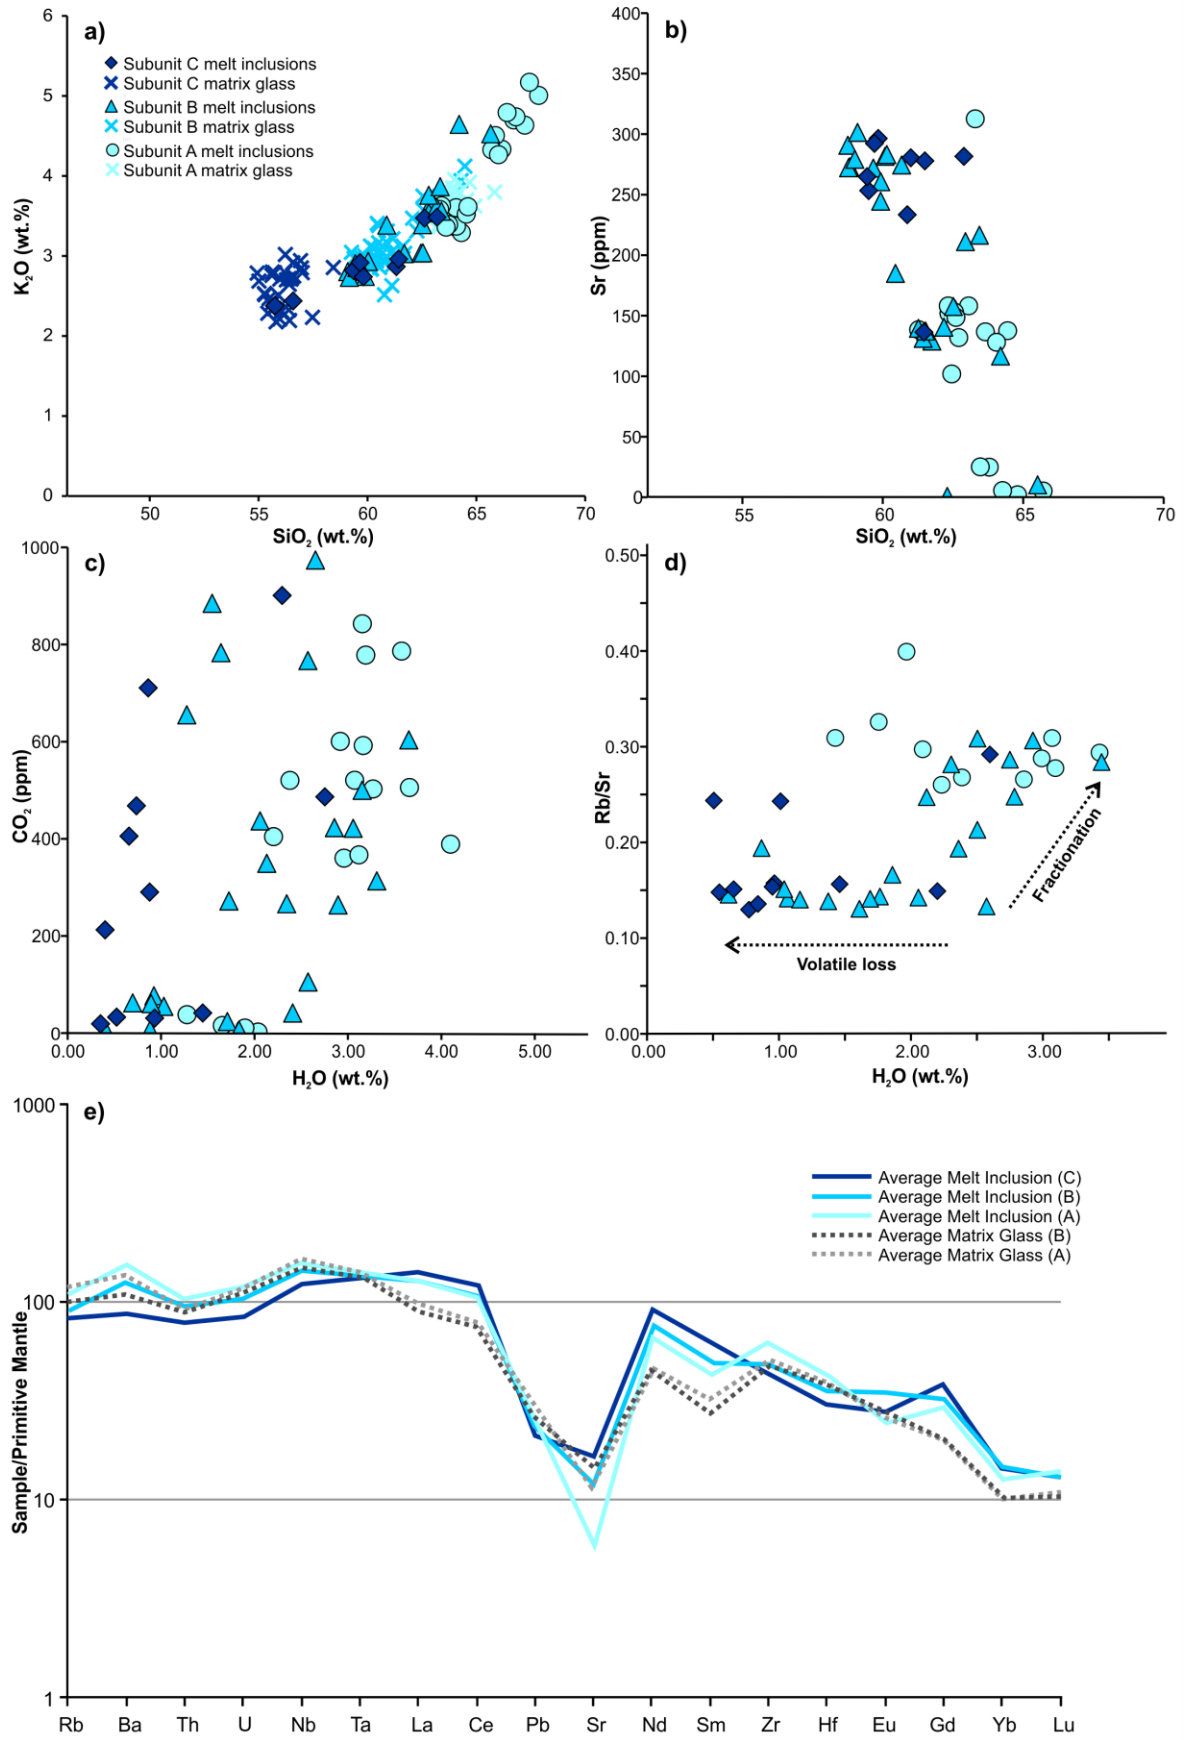 a)
6
5
4
3
2
1
0
K₂O (wt.%)
Subunit C melt inclusions
Subunit C matrix glass
Subunit B melt inclusions
Subunit B matrix glass
Subunit A melt inclusions
Subunit A matrix glass
50 55 60 65 70
SiO₂ (wt.%)
b)
400
350
300
250
200
150
100
50
0
Sr (ppm)
55 60 65 70
SiO₂ (wt.%)
c)
1000
800
600
400
200
0
CO₂ (ppm)
0.00 1.00 2.00 3.00 4.00 5.00
H₂O (wt.%)
d)
0.50
0.40
0.30
0.20
0.10
0.00
Rb/Sr
Fractionation
Volatile loss
0.00 1.00 2.00 3.00
H₂O (wt.%)
e)
1000
100
10
1
Sample/Primitive Mantle
Average Melt Inclusion (C)
Average Melt Inclusion (B)
Average Melt Inclusion (A)
Average Matrix Glass (B)
Average Matrix Glass (A)
Rb Ba Th U Nb Ta La Ce Pb Sr Nd Sm Zr Hf Eu Gd Yb Lu